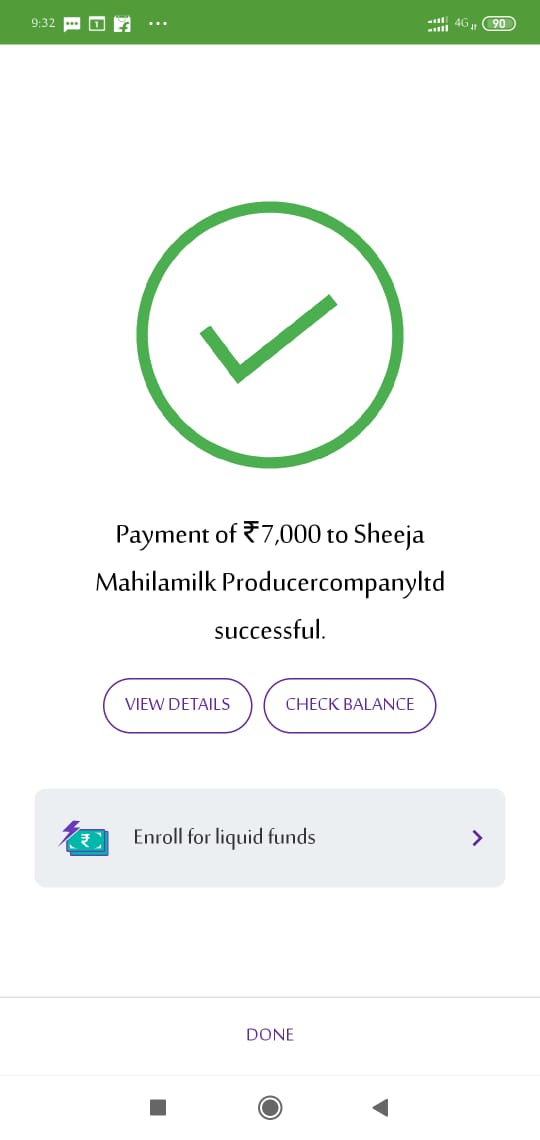 9:32
4G
90
Payment of ₹7,000 to Sheeja
Mahilamilk Producercompanyltd
successful.
VIEW DETAILS
CHECK BALANCE
₹
Enroll for liquid funds
DONE